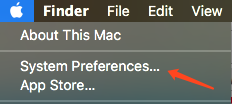 Finder File Edit View
About This Mac
System Preferences...
App Store...